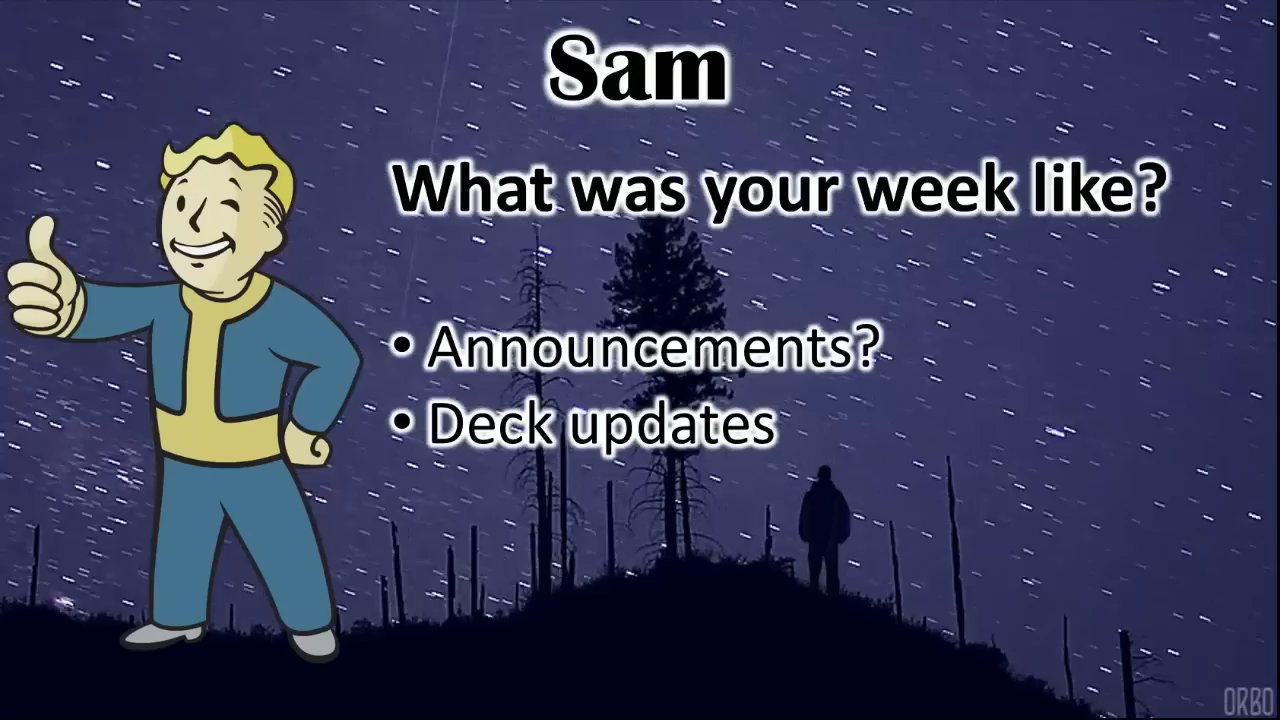 Sam
What was your week like?
• Announcements?
• Deck updates
ORBO